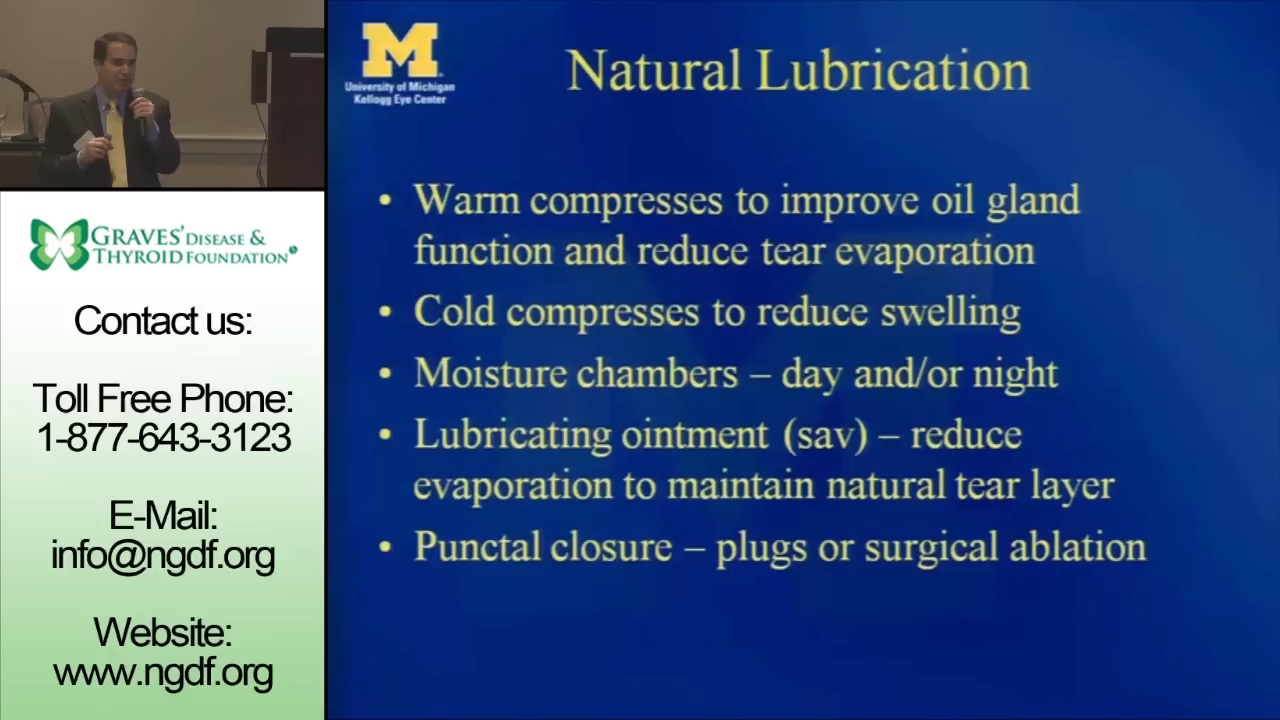 M
University of Michigan
Kellogg Eye Center
Natural Lubrication
• Warm compresses to improve oil gland
function and reduce tear evaporation
• Cold compresses to reduce swelling
• Moisture chambers – day and/or night
• Lubricating ointment (sav) – reduce
evaporation to maintain natural tear layer
• Punctal closure – plugs or surgical ablation
GRAVES' DISEASE &
THYROID FOUNDATION
Contact us:
Toll Free Phone:
1-877-643-3123
E-Mail:
info@ngdf.org
Website:
www.ngdf.org